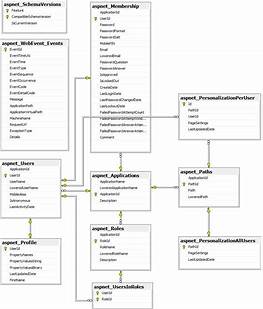 aspnet_SchemaVersions
Feature
CompatibleSchemaVersion
IsCurrentVersion
aspnet_WebEvent_Events
EventId
EventTimeUtc
EventTime
EventType
EventSequence
EventOccurrence
EventCode
EventDetailCode
Message
ApplicationPath
ApplicationVirtualPath
MachineName
RequestUrl
ExceptionType
Details
aspnet_Membership
ApplicationId
UserId
Password
PasswordFormat
PasswordSalt
MobilePIN
Email
LoweredEmail
PasswordQuestion
PasswordAnswer
IsApproved
IsLockedOut
CreateDate
LastLoginDate
LastPasswordChangedDate
LastLockoutDate
FailedPasswordAttemptCount
FailedPasswordAttemptWin...
FailedPasswordAnswerAttem...
FailedPasswordAnswerAttem...
Comment
aspnet_PersonalizationPerUser
Id
PathId
UserId
PageSettings
LastUpdatedDate
aspnet_Users
ApplicationId
UserId
UserName
LoweredUserName
MobileAlias
IsAnonymous
LastActivityDate
aspnet_Applications
ApplicationName
LoweredApplicationName
ApplicationId
Description
aspnet_Paths
ApplicationId
PathId
Path
LoweredPath
aspnet_Profile
UserId
PropertyNames
PropertyValuesString
PropertyValuesBinary
LastUpdatedDate
aspnet_Roles
ApplicationId
RoleId
RoleName
LoweredRoleName
Description
aspnet_PersonalizationAllUsers
PathId
PageSettings
LastUpdatedDate
aspnet_UsersInRoles
UserId
RoleId